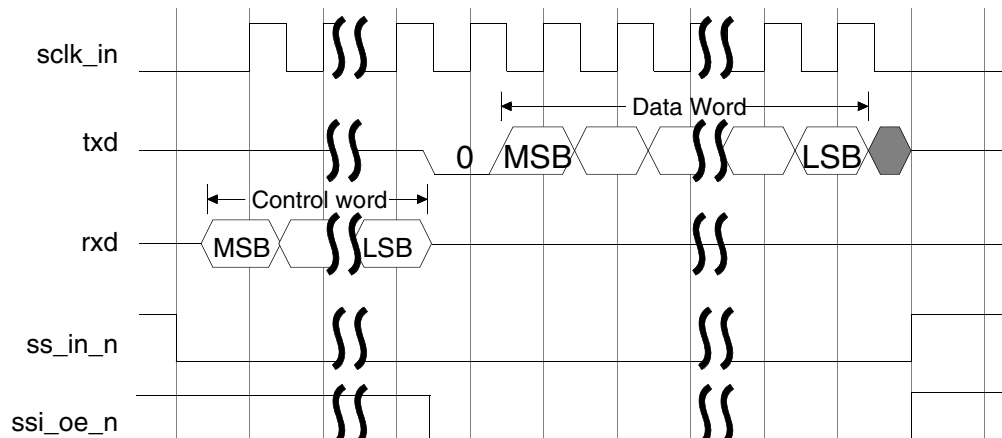 sclk_in
Data Word
txd
0
MSB
LSB
Control word
rxd
MSB
LSB
ss_in_n
ssi_oe_n